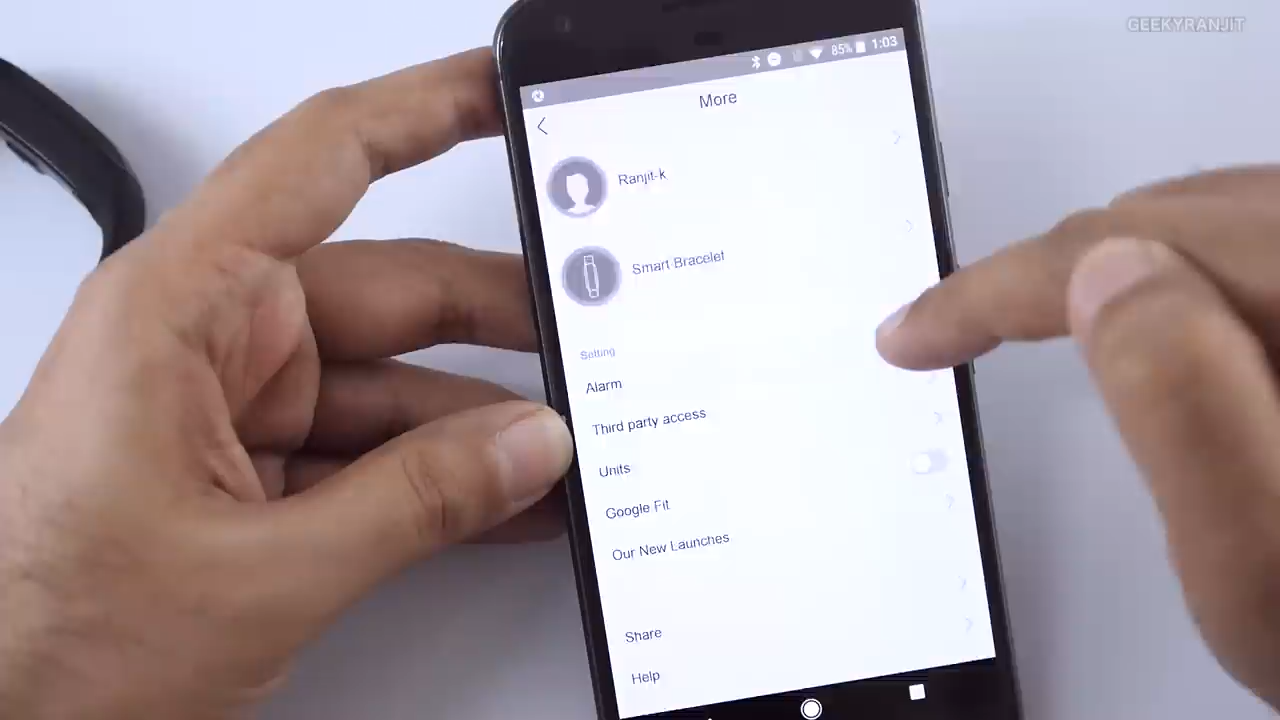 GEEKYRANJIT
85% 1:03
More
Ranjit-k
Smart Bracelet
Setting
Alarm
Third party access
Units
Google Fit
Our New Launches
Share
Help